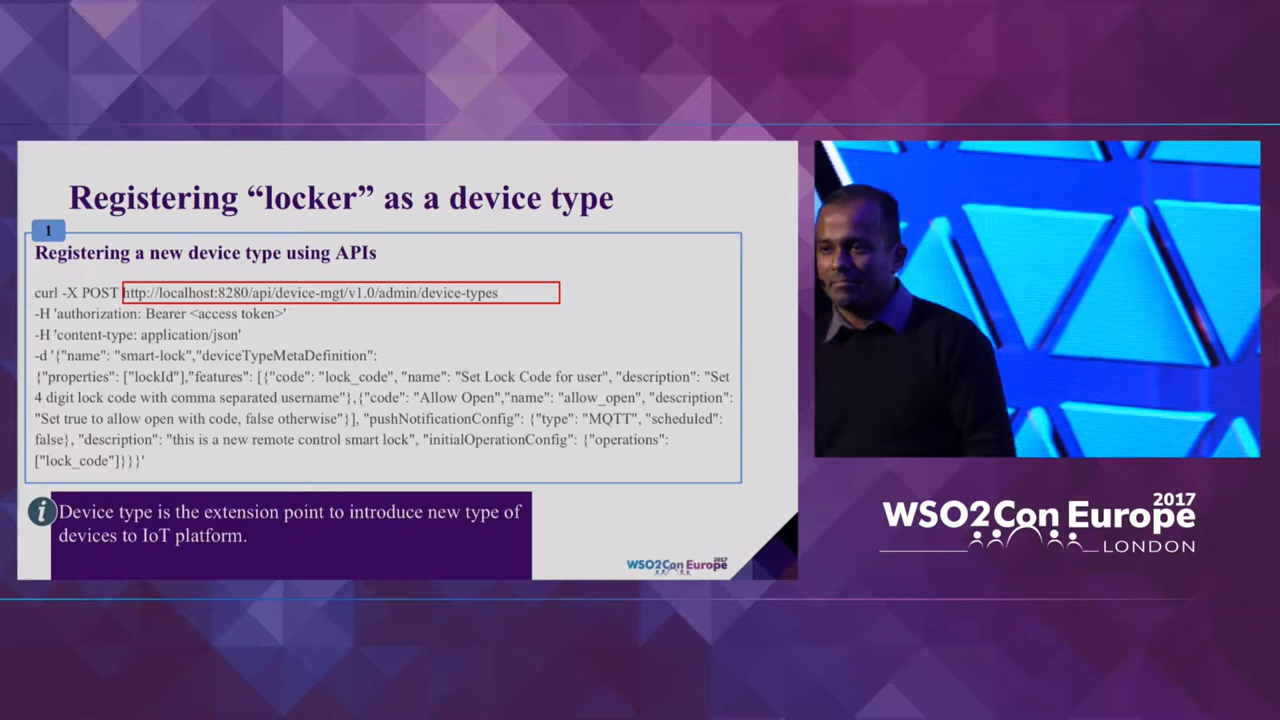 Registering “locker” as a device type
1
Registering a new device type using APIs
curl -X POST http://localhost:8280/api/device-mgt/v1.0/admin/device-types
-H 'authorization: Bearer <access token>'
-H 'content-type: application/json'
-d '{"name": "smart-lock","deviceTypeMetaDefinition":
{"properties": ["lockId"],"features": [{"code": "lock_code", "name": "Set Lock Code for user", "description": "Set
4 digit lock code with comma separated username"},{"code": "Allow Open","name": "allow_open", "description":
"Set true to allow open with code, false otherwise"}], "pushNotificationConfig": {"type": "MQTT", "scheduled":
false}, "description": "this is a new remote control smart lock", "initialOperationConfig": {"operations":
["lock_code"]}}}'
i
Device type is the extension point to introduce new type of
devices to IoT platform.
WSO2Con Europe 2017
WSO2Con Europe 2017
LONDON